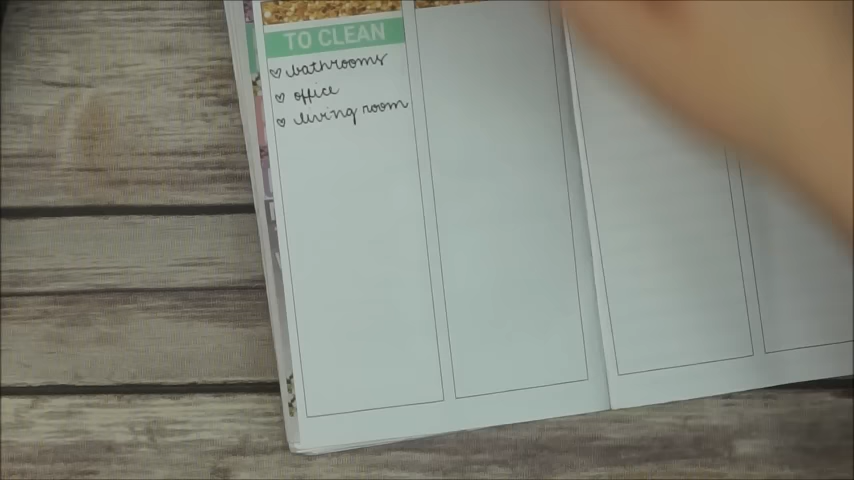 TO CLEAN
♡ bathrooms
♡ office
♡ living room